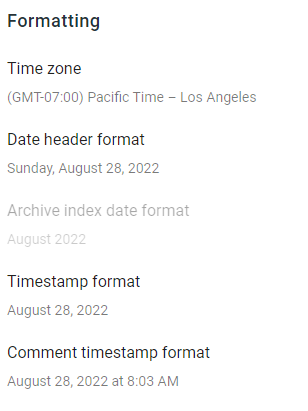 Formatting
Time zone
(GMT-07:00) Pacific Time – Los Angeles
Date header format
Sunday, August 28, 2022
Archive index date format
August 2022
Timestamp format
August 28, 2022
Comment timestamp format
August 28, 2022 at 8:03 AM